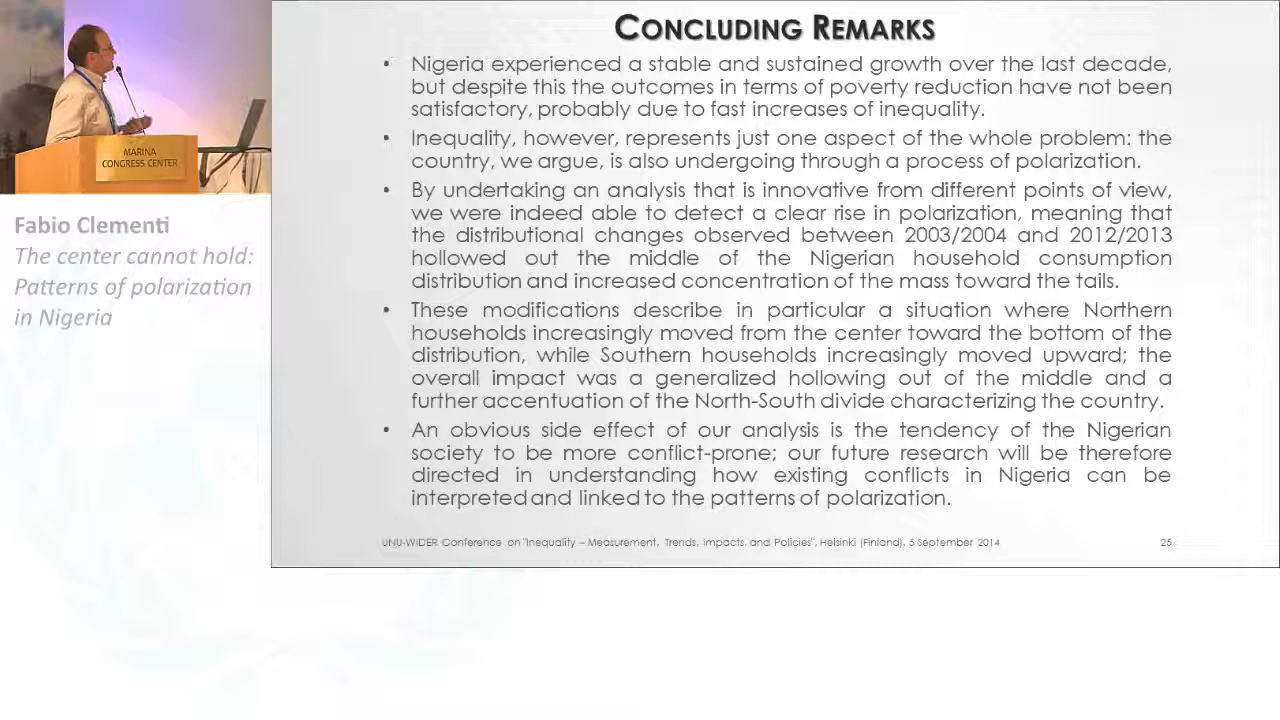 CONCLUDING REMARKS
• Nigeria experienced a stable and sustained growth over the last decade,
but despite this the outcomes in terms of poverty reduction have not been
satisfactory, probably due to fast increases of inequality.
• Inequality, however, represents just one aspect of the whole problem: the
country, we argue, is also undergoing through a process of polarization.
• By undertaking an analysis that is innovative from different points of view,
we were indeed able to detect a clear rise in polarization, meaning that
the distributional changes observed between 2003/2004 and 2012/2013
hollowed out the middle of the Nigerian household consumption
distribution and increased concentration of the mass toward the tails.
• These modifications describe in particular a situation where Northern
households increasingly moved from the center toward the bottom of the
distribution, while Southern households increasingly moved upward; the
overall impact was a generalized hollowing out of the middle and a
further accentuation of the North-South divide characterizing the country.
• An obvious side effect of our analysis is the tendency of the Nigerian
society to be more conflict-prone; our future research will be therefore
directed in understanding how existing conflicts in Nigeria can be
interpreted and linked to the patterns of polarization.
UNU-WIDER Conference on "Inequality – Measurement, Trends, Impacts, and Policies", Helsinki (Finland), 5 September 2014
25
MARINA
CONGRESS CENTER
Fabio Clementi
The center cannot hold:
Patterns of polarization
in Nigeria